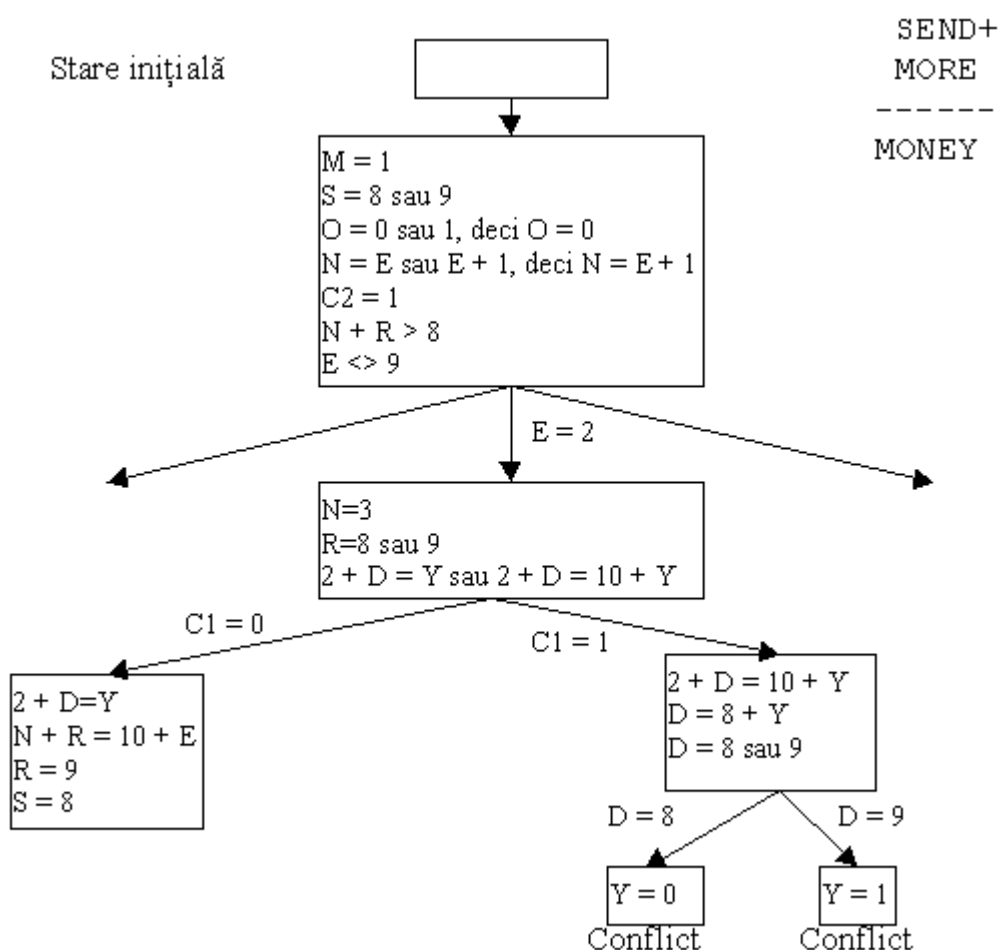 SEND+
Stare iniţială
MORE
------
MONEY
M = 1
S = 8 sau 9
O = 0 sau 1, deci O = 0
N = E sau E + 1, deci N = E + 1
C2 = 1
N + R > 8
E <> 9
E = 2
N=3
R=8 sau 9
2 + D = Y sau 2 + D = 10 + Y
C1 = 0
C1 = 1
2 + D=Y
N + R = 10 + E
R = 9
S = 8
2 + D = 10 + Y
D = 8 + Y
D = 8 sau 9
D = 8
D = 9
Y = 0
Y = 1
Conflict
Conflict